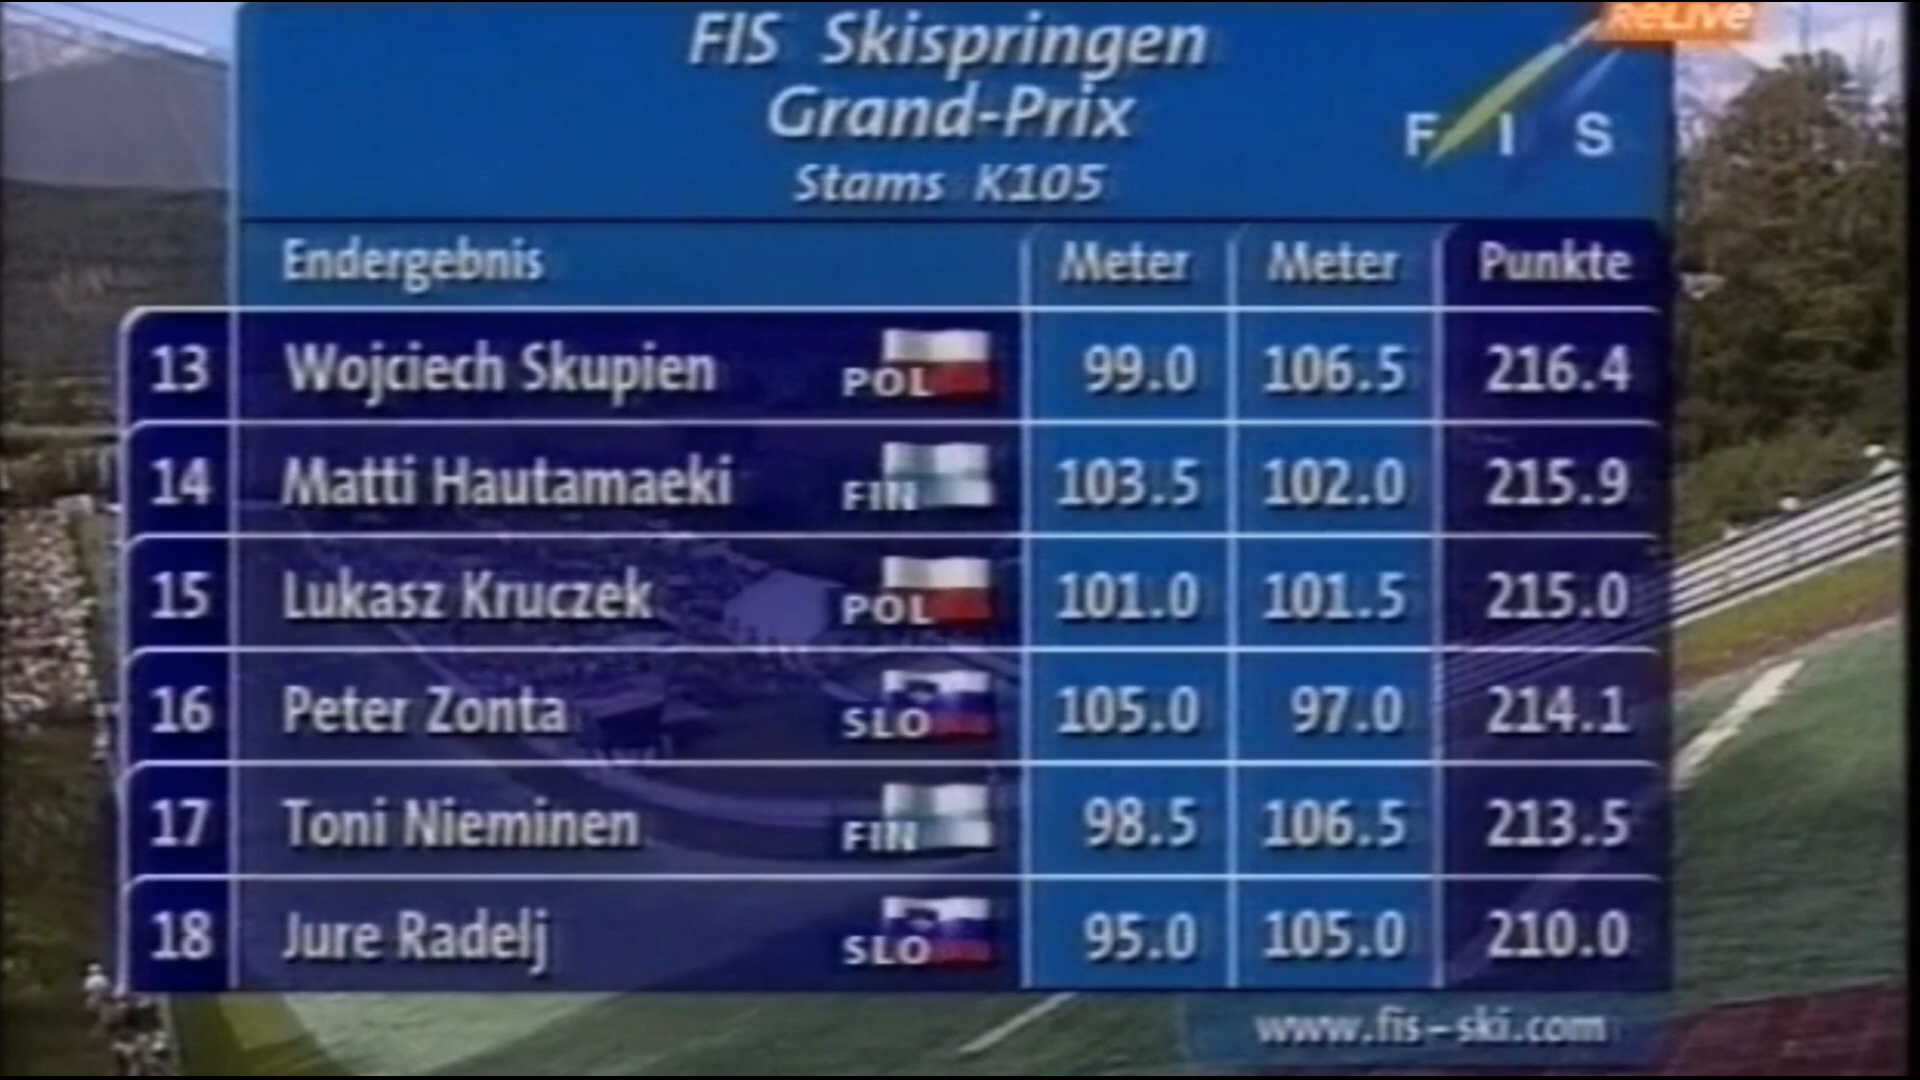 ReLive
FIS Skispringen
Grand-Prix
Stams K105
F I S
Endergebnis Meter Meter Punkte
13 Wojciech Skupien POL 99.0 106.5 216.4
14 Matti Hautamaeki FIN 103.5 102.0 215.9
15 Lukasz Kruczek POL 101.0 101.5 215.0
16 Peter Zonta SLO 105.0 97.0 214.1
17 Toni Nieminen FIN 98.5 106.5 213.5
18 Jure Radelj SLO 95.0 105.0 210.0
www.fis-ski.com